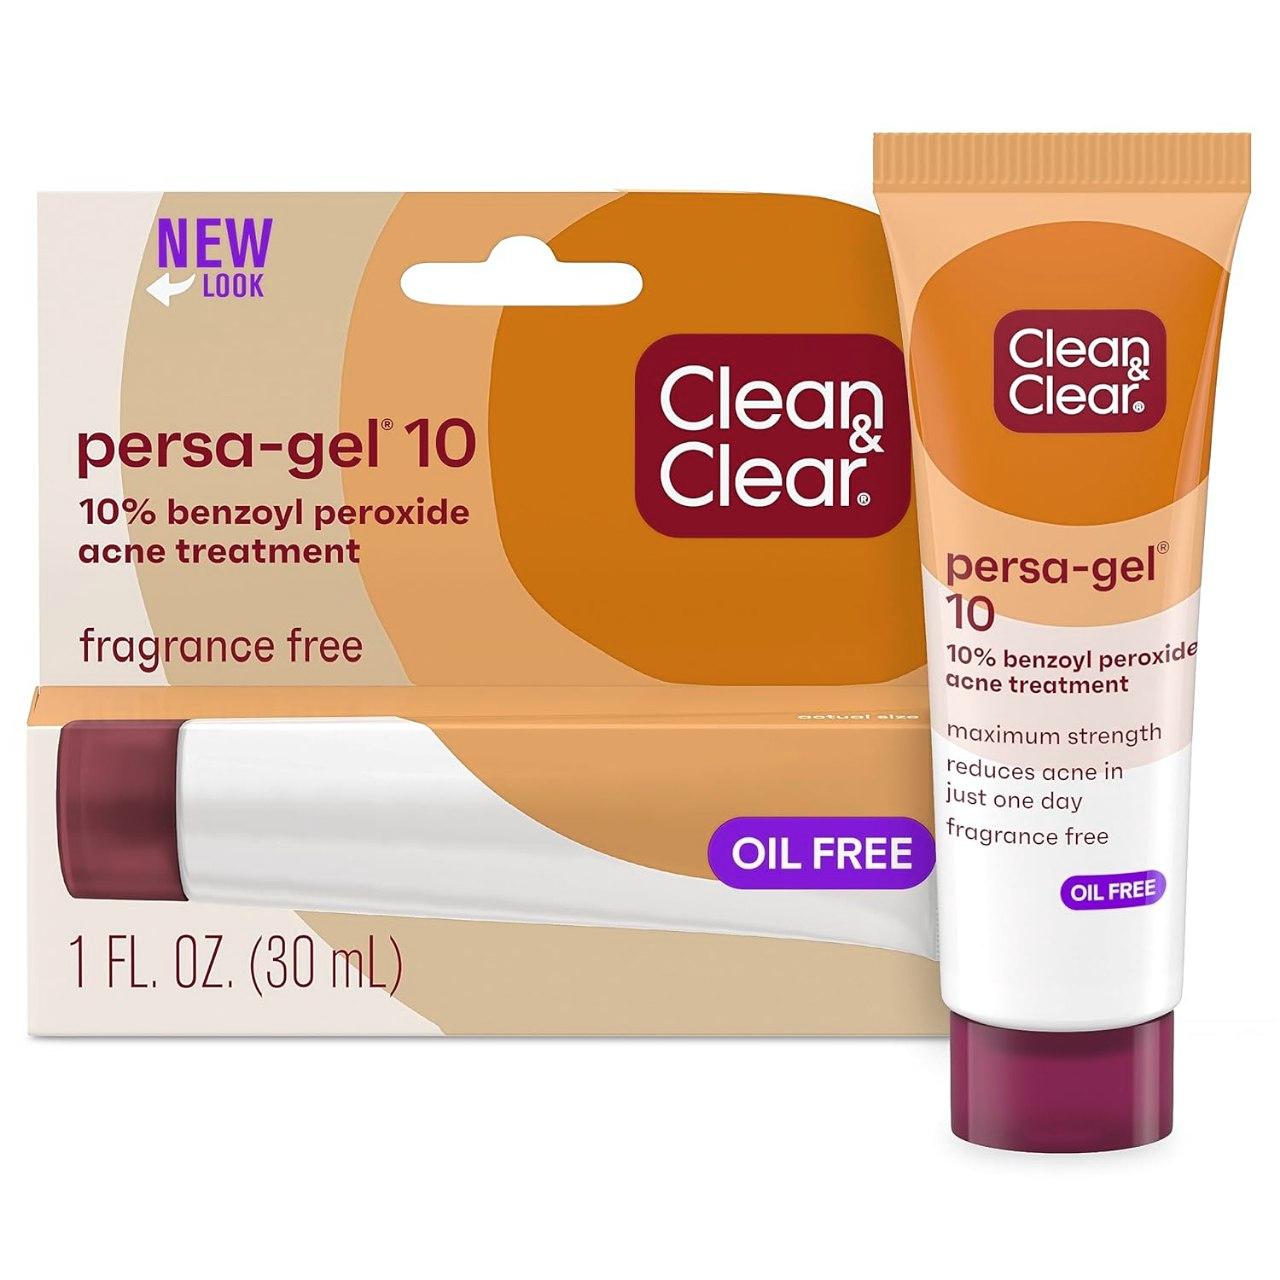 NEW
LOOK
persa-gel® 10
10% benzoyl peroxide
acne treatment
fragrance free
Clean
&
Clear®
actual size
OIL FREE
1 FL. OZ. (30 mL)
Clean
&
Clear®
persa-gel®
10
10% benzoyl peroxide
acne treatment
maximum strength
reduces acne in
just one day
fragrance free
OIL FREE